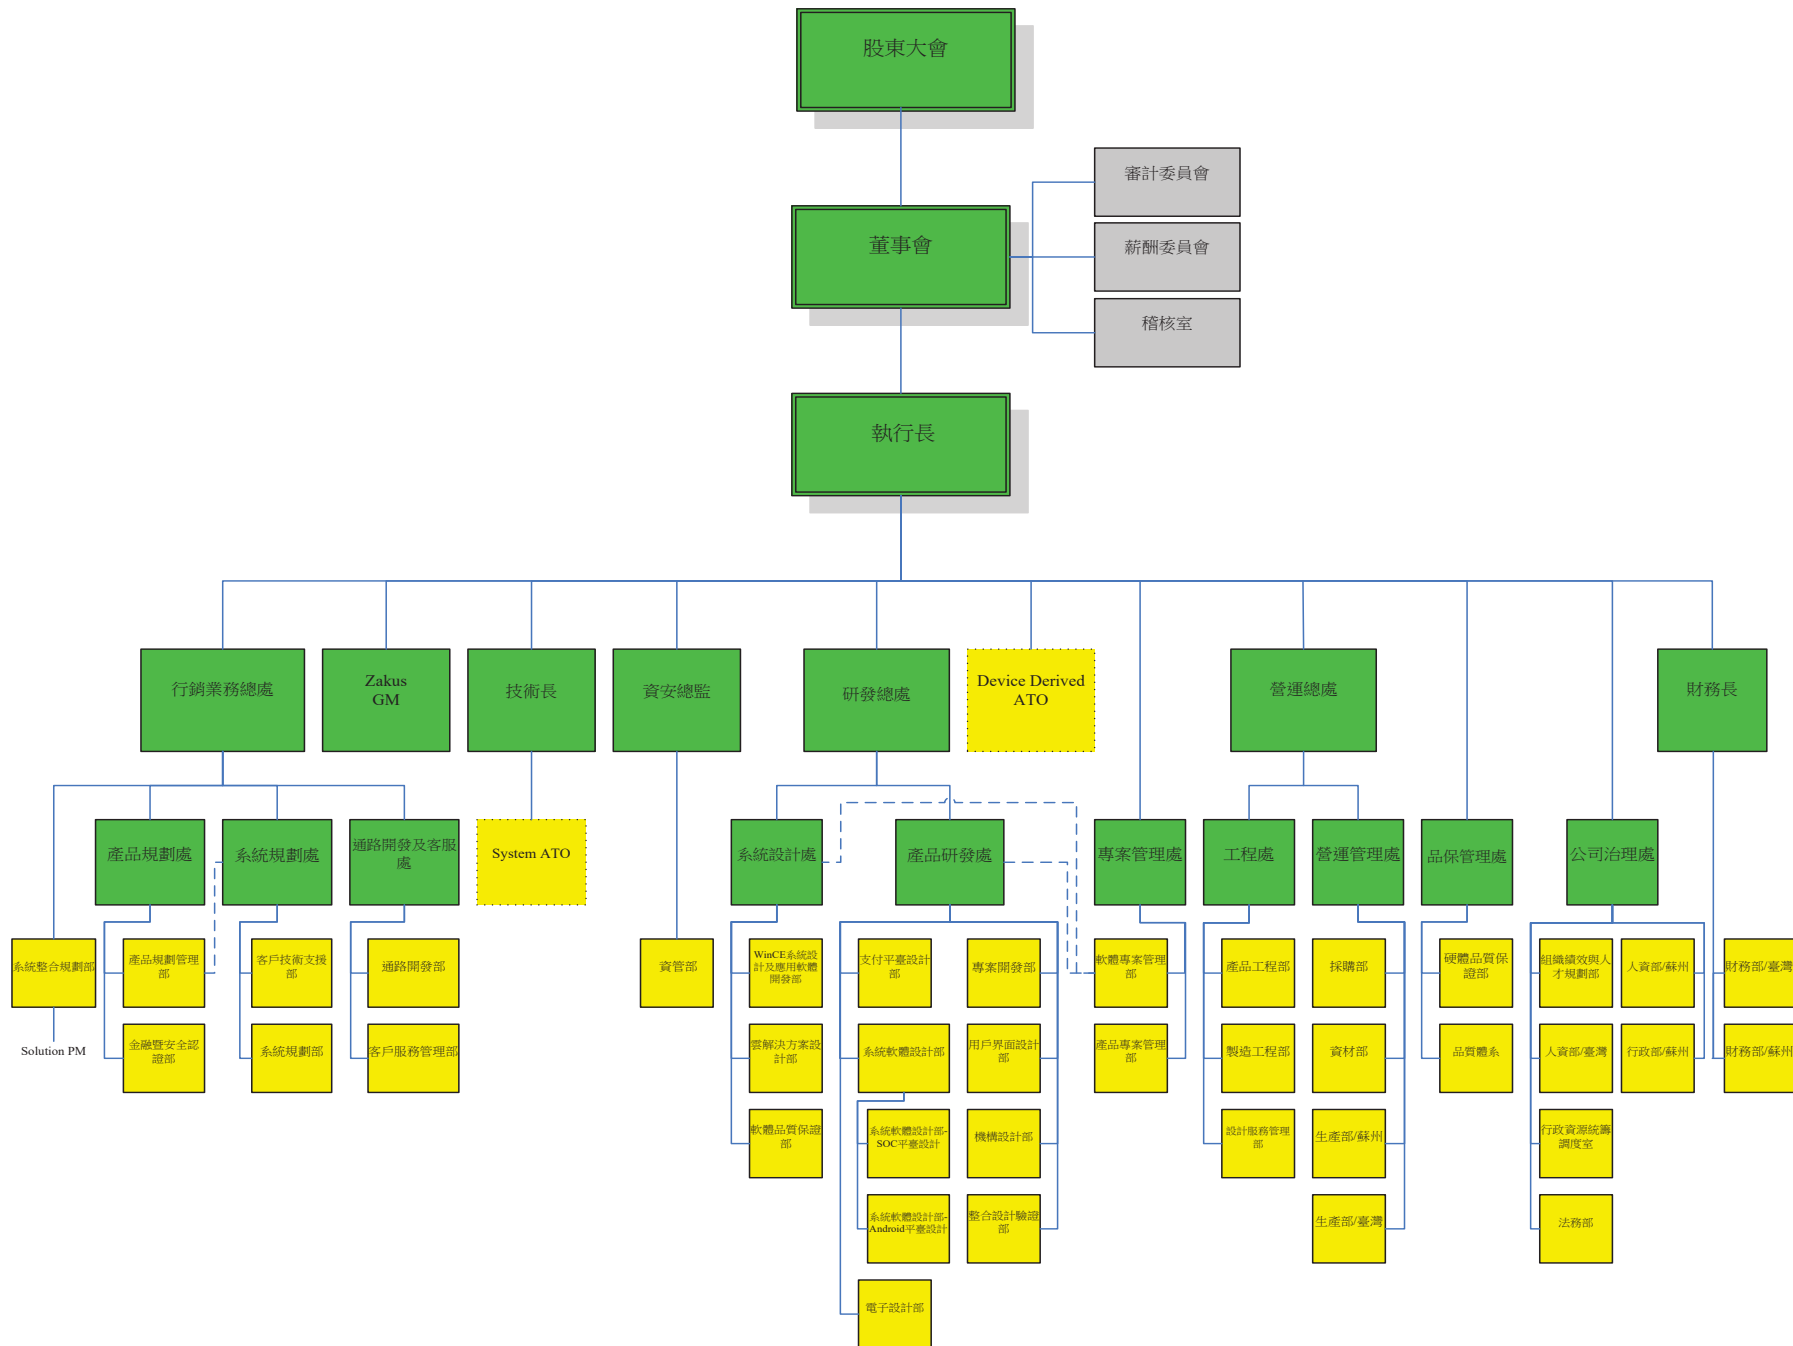 股東大會
審計委員會
董事會
薪酬委員會
稽核室
執行長
行銷業務總處
Zakus
GM
技術長
資安總監
研發總處
Device Derived
ATO
營運總處
財務長
產品規劃處
系統規劃處
通路開發及客服
處
System ATO
系統設計處
產品研發處
專案管理處
工程處
營運管理處
品保管理處
公司治理處
系統整合規劃部
產品規劃管理
部
客戶技術支援
部
通路開發部
資管部
WinCE系統設
計及應用軟體
開發部
支付平臺設計
部
專案開發部
軟體專案管理
部
產品工程部
採購部
硬體品質保
證部
組織績效與人
才規劃部
人資部/蘇州
財務部/臺灣
Solution PM
金融暨安全認
證部
系統規劃部
客戶服務管理部
雲解決方案設
計部
系統軟體設計部
用戶界面設計
部
產品專案管理
部
製造工程部
資材部
品質體系
人資部/臺灣
行政部/蘇州
財務部/蘇州
軟體品質保證
部
系統軟體設計部-
SOC平臺設計
機構設計部
設計服務管理
部
生產部/蘇州
行政資源統籌
調度室
系統軟體設計部-
Android平臺設計
整合設計驗證
部
生產部/臺灣
法務部
電子設計部